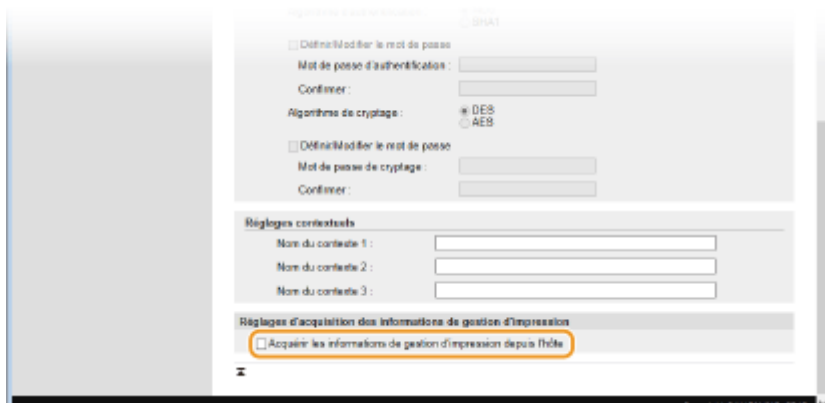 SHA1
Définir/Modifier le mot de passe
Mot de passe d'authentification :
Confirmer :
Algorithme de cryptage :
DES
AES
Définir/Modifier le mot de passe
Mot de passe de cryptage :
Confirmer :
Réglages contextuels
Nom du contexte 1 :
Nom du contexte 2 :
Nom du contexte 3 :
Réglages d'acquisition des informations de gestion d'impression
Acquérir les informations de gestion d'impression depuis l'hôte